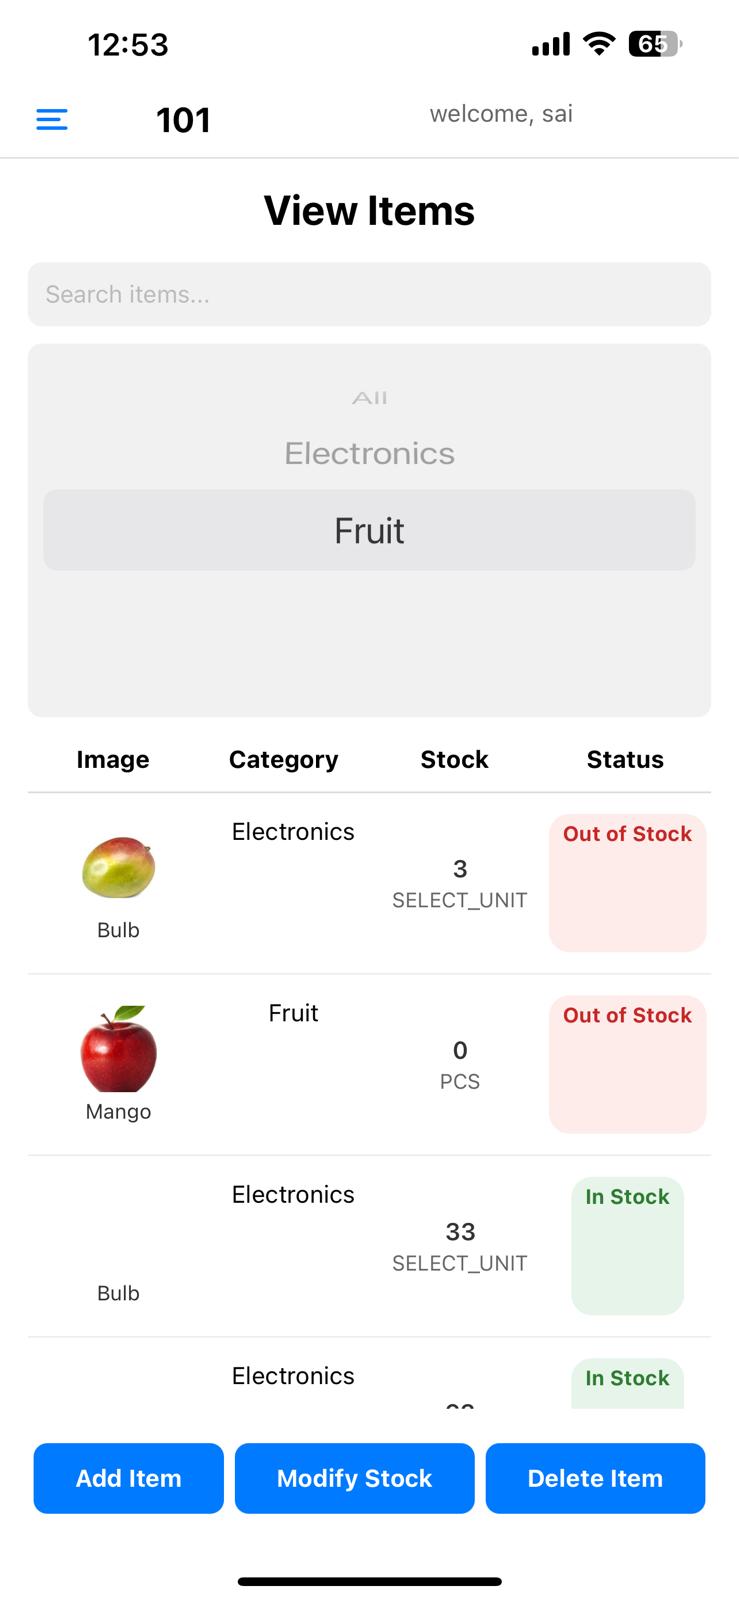 12:53
65
101
welcome, sai
View Items
Search items...
All
Electronics
Fruit
Image Category Stock Status
Electronics
Out of Stock
3
SELECT_UNIT
Bulb
Fruit
Out of Stock
0
PCS
Mango
Electronics
In Stock
33
SELECT_UNIT
Bulb
Electronics
In Stock
Add Item Modify Stock Delete Item